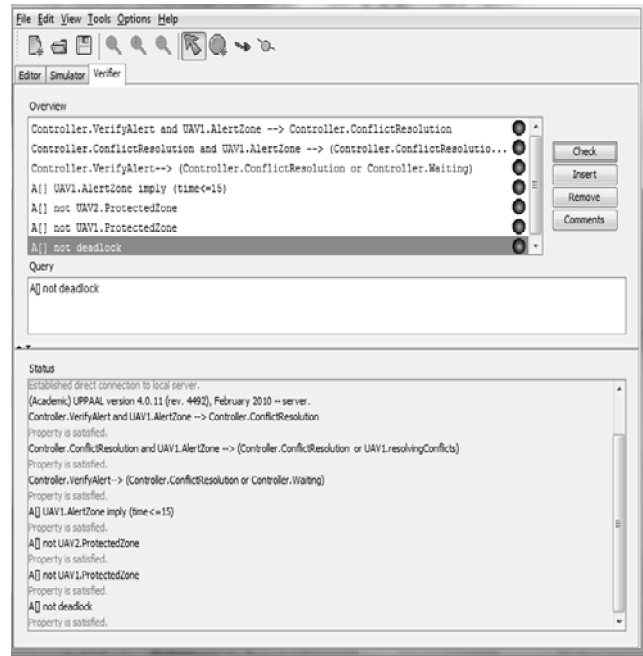 File Edit View Tools Options Help
Editor Simulator Verifier
Overview
Controller.VerifyAlert and UAV1.AlertZone --> Controller.ConflictResolution
Controller.ConflictResolution and UAV1.AlertZone --> (Controller.ConflictResolutio...
Controller.VerifyAlert--> (Controller.ConflictResolution or Controller.Waiting)
A[] UAV1.AlertZone imply (time<=15)
A[] not UAV2.ProtectedZone
A[] not UAV1.ProtectedZone
A[] not deadlock
Check
Insert
Remove
Comments
Query
A[] not deadlock
Status
Established direct connection to local server.
(Academic) UPPAAL version 4.0.11 (rev. 4492), February 2010 -- server.
Controller.VerifyAlert and UAV1.AlertZone --> Controller.ConflictResolution
Property is satisfied.
Controller.ConflictResolution and UAV1.AlertZone --> (Controller.ConflictResolution or UAV1.resolvingConflicts)
Property is satisfied.
Controller.VerifyAlert--> (Controller.ConflictResolution or Controller.Waiting)
Property is satisfied.
A[] UAV1.AlertZone imply (time<=15)
Property is satisfied.
A[] not UAV2.ProtectedZone
Property is satisfied.
A[] not UAV1.ProtectedZone
Property is satisfied.
A[] not deadlock
Property is satisfied.